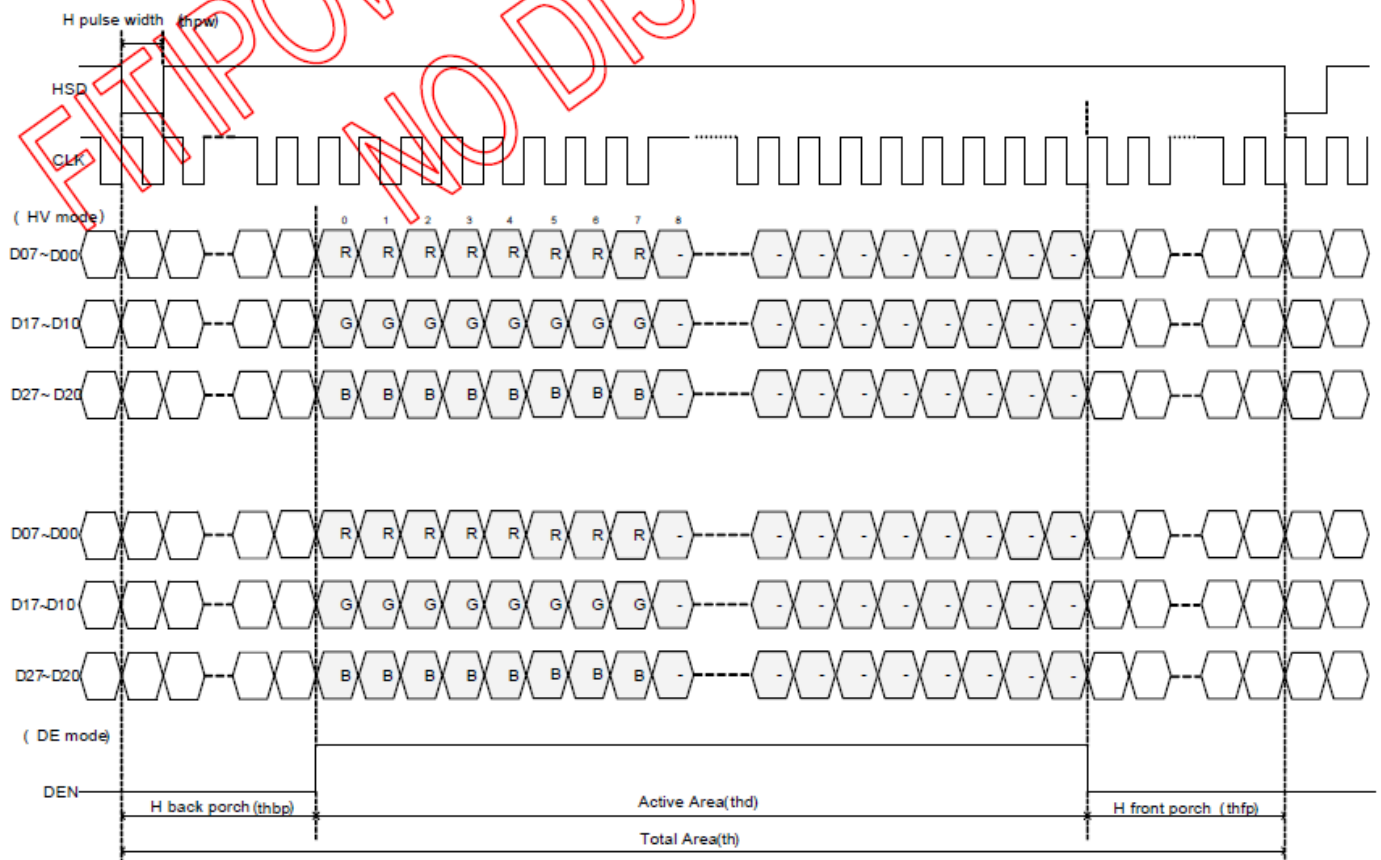 H pulse width (thpw)
HSD
CLK
( HV mode)
0 1 2 3 4 5 6 7 8
D07~D00 R R R R R R R R - - - - - - - - -
D17~D10 G G G G G G G G - - - - - - - - -
D27~D20 B B B B B B B B - - - - - - - - -
D07~D00 R R R R R R R R - - - - - - - - -
D17~D10 G G G G G G G G - - - - - - - - -
D27~D20 B B B B B B B B - - - - - - - - -
( DE mode)
DEN
H back porch (thbp) Active Area(thd) H front porch (thfp)
Total Area(th)
NO